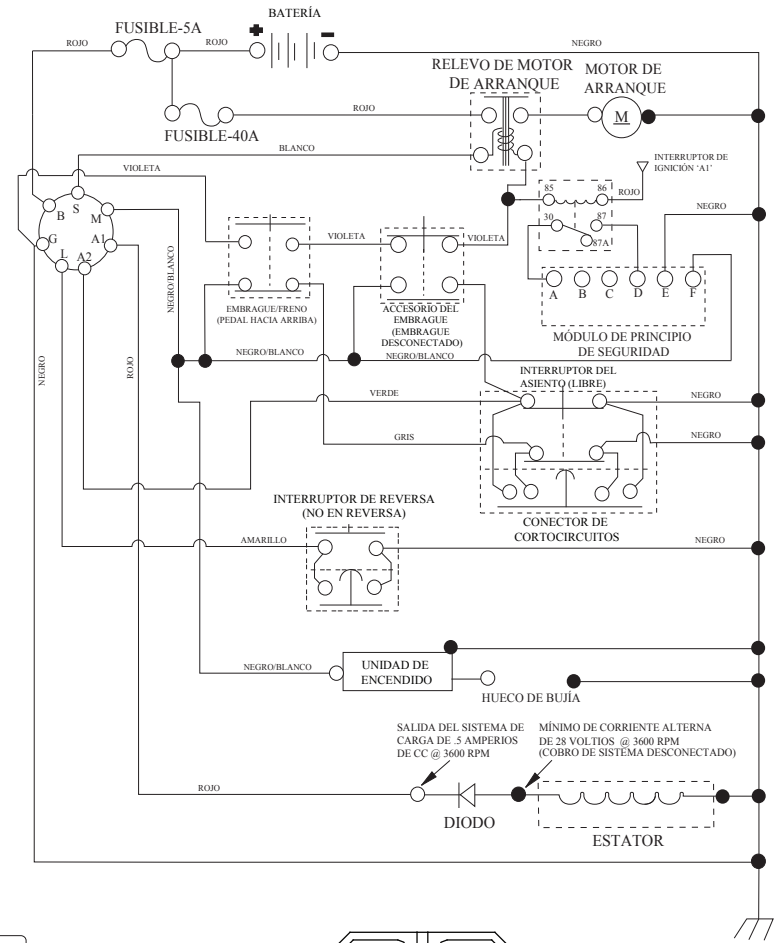 BATERÍA
FUSIBLE-5A
ROJO
ROJO
+
-
NEGRO
RELEVO DE MOTOR
DE ARRANQUE
MOTOR DE
ARRANQUE
ROJO
M
FUSIBLE-40A
BLANCO
VIOLETA
INTERRUPTOR DE
IGNICIÓN 'A1'
85
86
ROJO
B
S
M
NEGRO
30
87
G
A1
VIOLETA
VIOLETA
87A
L
A2
NEGRO/BLANCO
A
B
C
D
E
F
EMBRAGUE/FRENO
(PEDAL HACIA ARRIBA)
ACCESORIO DEL
EMBRAGUE
(EMBRAGUE
DESCONECTADO)
MÓDULO DE PRINCIPIO
DE SEGURIDAD
NEGRO/BLANCO
NEGRO/BLANCO
NEGRO
ROJO
INTERRUPTOR DEL
ASIENTO (LIBRE)
VERDE
NEGRO
GRIS
NEGRO
INTERRUPTOR DE REVERSA
(NO EN REVERSA)
CONECTOR DE
CORTOCIRCUITOS
AMARILLO
NEGRO
NEGRO/BLANCO
UNIDAD DE
ENCENDIDO
HUECO DE BUJÍA
SALIDA DEL SISTEMA DE
CARGA DE .5 AMPERIOS
DE CC @ 3600 RPM
MÍNIMO DE CORRIENTE ALTERNA
DE 28 VOLTIOS @ 3600 RPM
(COBRO DE SISTEMA DESCONECTADO)
ROJO
DIODO
ESTATOR